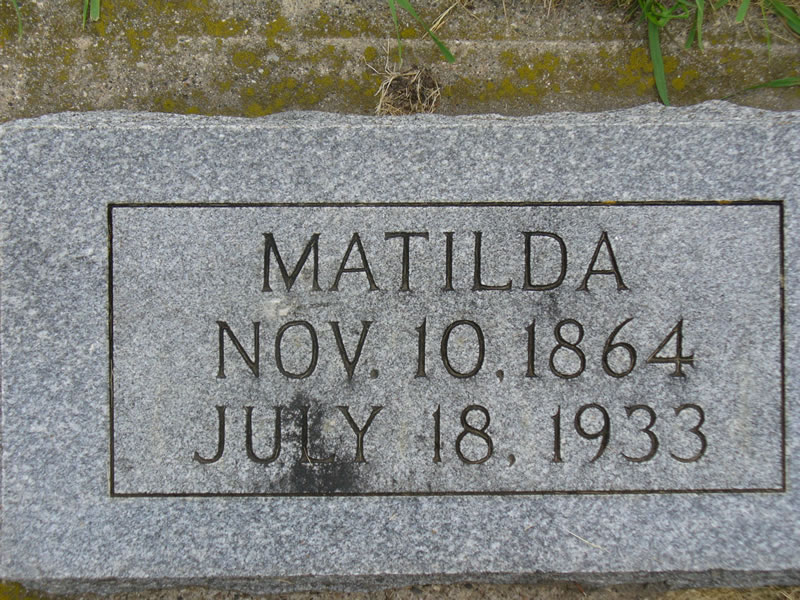 MATILDA
NOV. 10, 1864
JULY 18, 1933